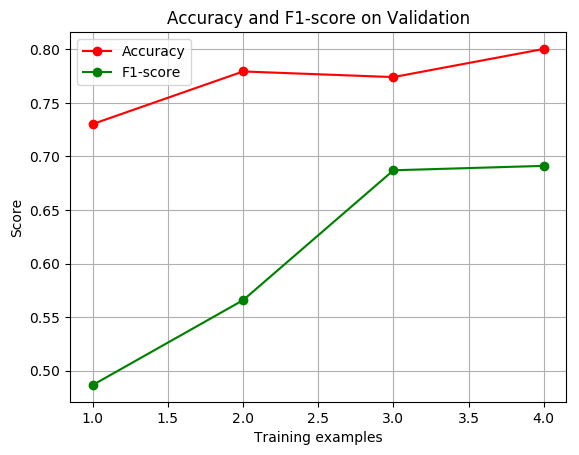 Accuracy and F1-score on Validation
Accuracy
F1-score
0.80
0.75
0.70
0.65
0.60
0.55
0.50
Score
1.0 1.5 2.0 2.5 3.0 3.5 4.0
Training examples